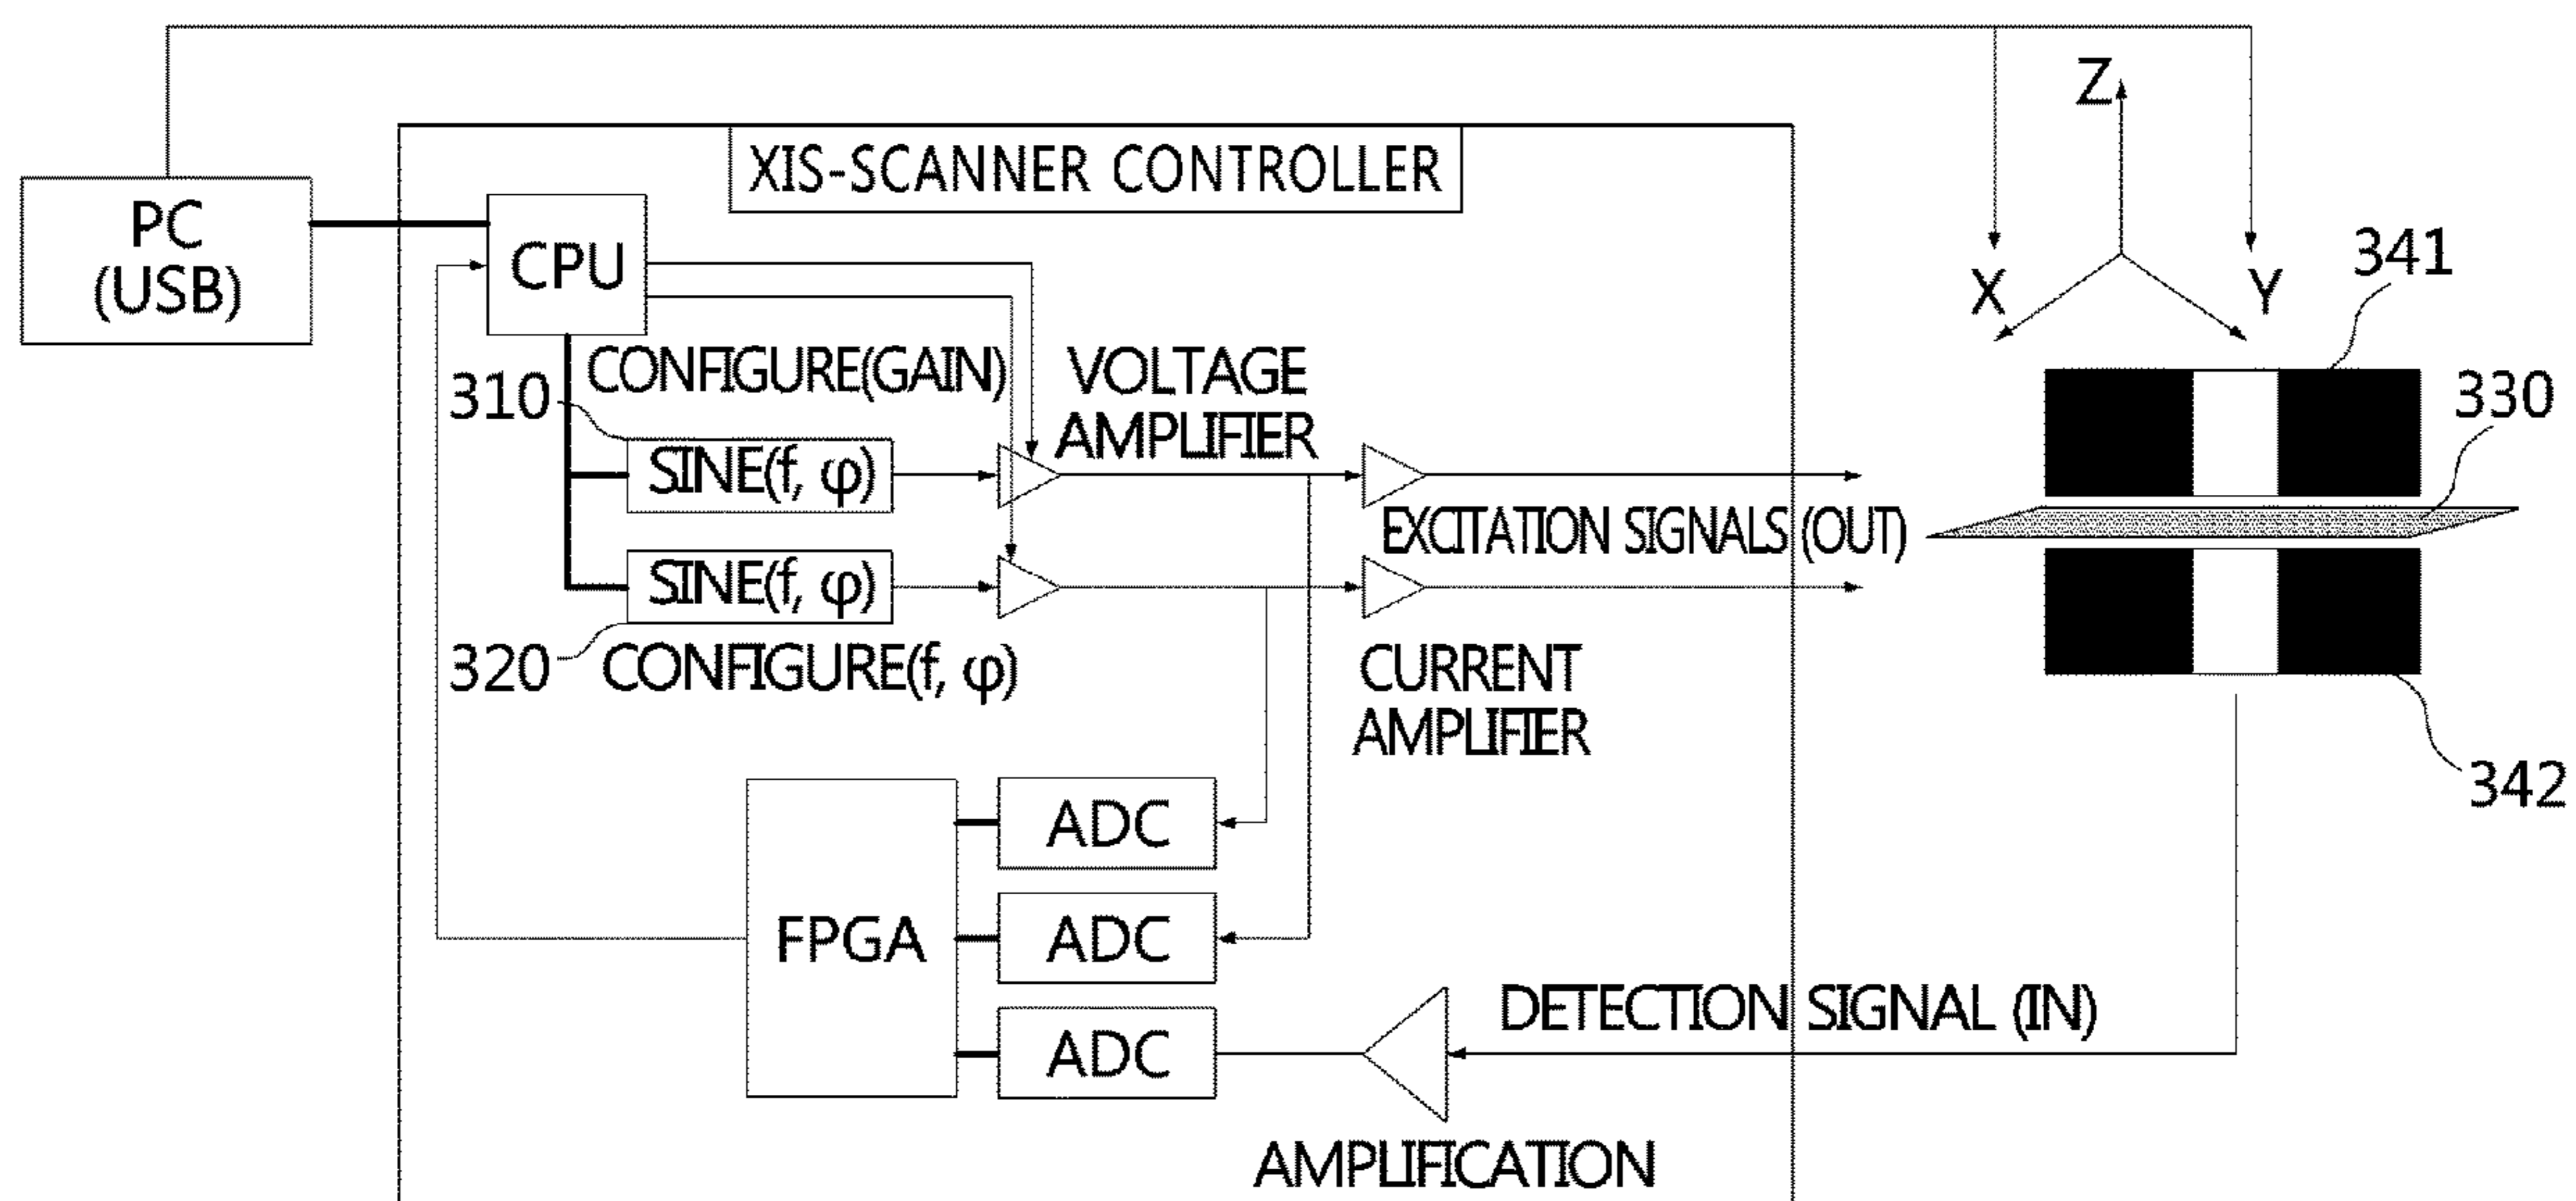 Z
XIS-SCANNER CONTROLLER
PC
(USB)
CPU
X
Y
341
CONFIGURE(GAIN)
VOLTAGE
AMPLIFIER
310
330
SINE(f, φ)
EXCITATION SIGNALS (OUT)
SINE(f, φ)
320
CONFIGURE(f, φ)
CURRENT
AMPLIFIER
342
ADC
FPGA
ADC
DETECTION SIGNAL (IN)
ADC
AMPLIFICATION